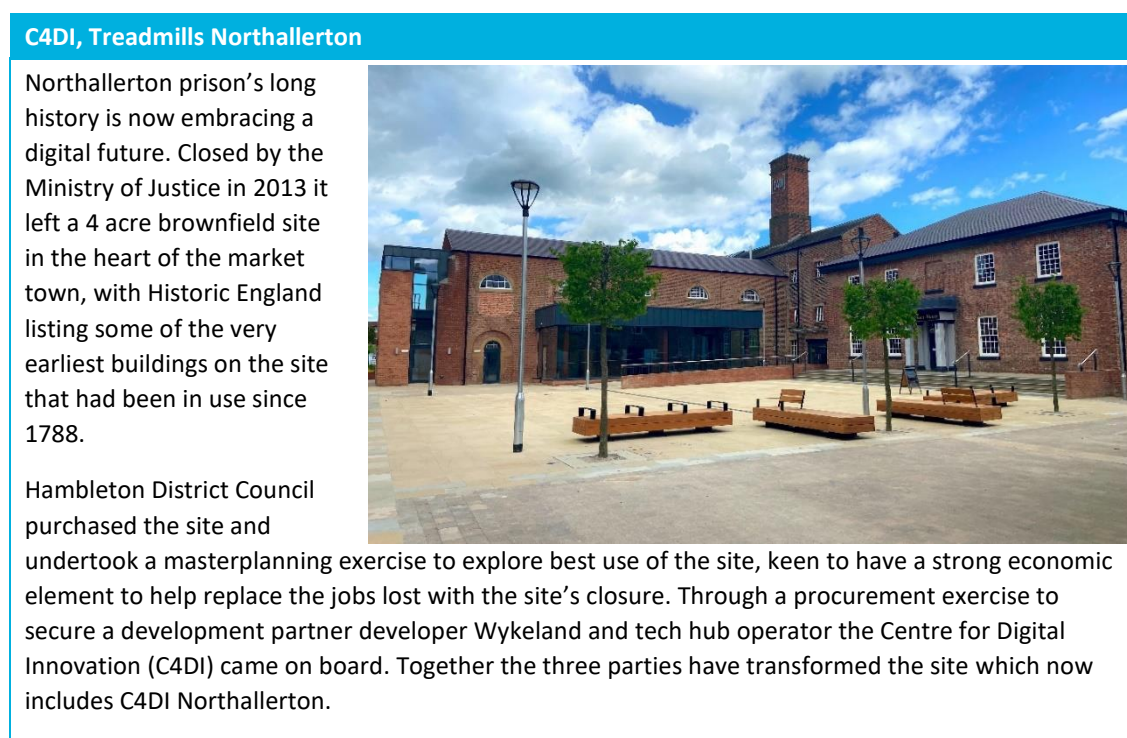 C4DI, Treadmills Northallerton
Northallerton prison’s long
history is now embracing a
digital future. Closed by the
Ministry of Justice in 2013 it
left a 4 acre brownfield site
in the heart of the market
town, with Historic England
listing some of the very
earliest buildings on the site
that had been in use since
1788.
Hambleton District Council
purchased the site and
undertook a masterplanning exercise to explore best use of the site, keen to have a strong economic
element to help replace the jobs lost with the site’s closure. Through a procurement exercise to
secure a development partner developer Wykeland and tech hub operator the Centre for Digital
Innovation (C4DI) came on board. Together the three parties have transformed the site which now
includes C4DI Northallerton.